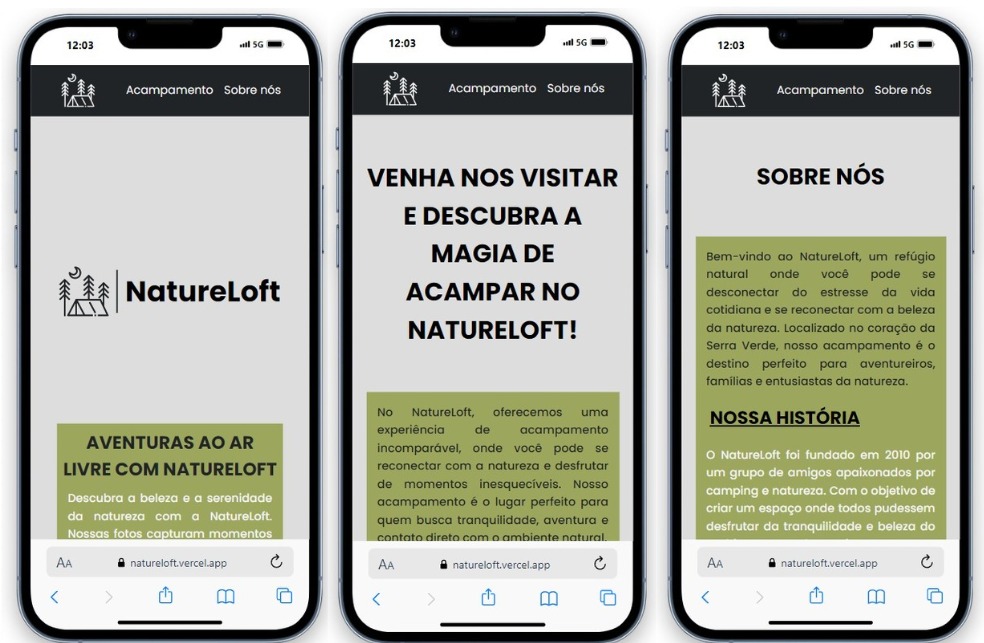 12:03
5G
Acampamento Sobre nós
NatureLoft
AVENTURAS AO AR
LIVRE COM NATURELOFT
Descubra a beleza e a serenidade
da natureza com a NatureLoft.
Nossas fotos capturam momentos
AA natureloft.vercel.app
12:03
5G
Acampamento Sobre nós
VENHA NOS VISITAR
E DESCUBRA A
MAGIA DE
ACAMPAR NO
NATURELOFT!
No NatureLoft, oferecemos uma
experiência de acampamento
incomparável, onde você pode se
reconectar com a natureza e desfrutar
de momentos inesquecíveis. Nosso
acampamento é o lugar perfeito para
quem busca tranquilidade, aventura e
contato direto com o ambiente natural.
AA natureloft.vercel.app
12:03
5G
Acampamento Sobre nós
SOBRE NÓS
Bem-vindo ao NatureLoft, um refúgio
natural onde você pode se
desconectar do estresse da vida
cotidiana e se reconectar com a beleza
da natureza. Localizado no coração da
Serra Verde, nosso acampamento é o
destino perfeito para aventureiros,
famílias e entusiastas da natureza.
NOSSA HISTÓRIA
O NatureLoft foi fundado em 2010 por
um grupo de amigos apaixonados por
camping e natureza. Com o objetivo de
criar um espaço onde todos pudessem
desfrutar da tranquilidade e beleza do
AA natureloft.vercel.app